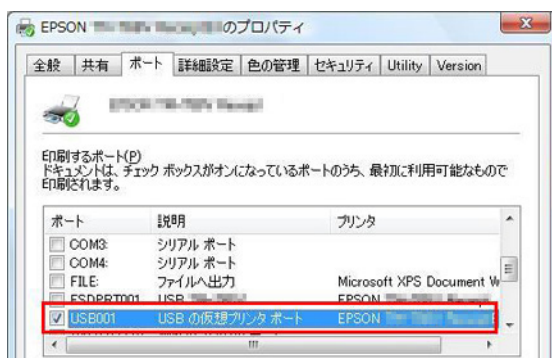 EPSON のプロパティ
全般 共有 ポート 詳細設定 色の管理 セキュリティ Utility Version
印刷するポート(P)
ドキュメントは、チェック ボックスがオンになっているポートのうち、最初に利用可能なもので
印刷されます。
ポート 説明 プリンタ
COM3: シリアル ポート
COM4: シリアル ポート
FILE: ファイルへ出力 Microsoft XPS Document W
ESDPRT001 USB EPSON
USB001 USB の仮想プリンタ ポート EPSON